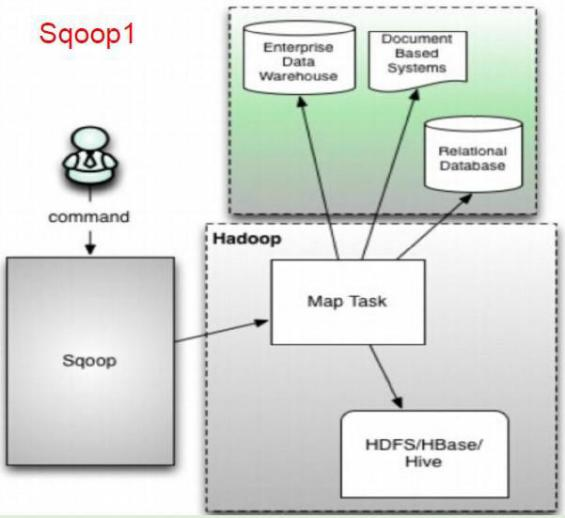 Sqoop1
Enterprise
Data
Warehouse
Document
Based
Systems
Relational
Database
command
Hadoop
Map Task
Sqoop
HDFS/HBase/
Hive